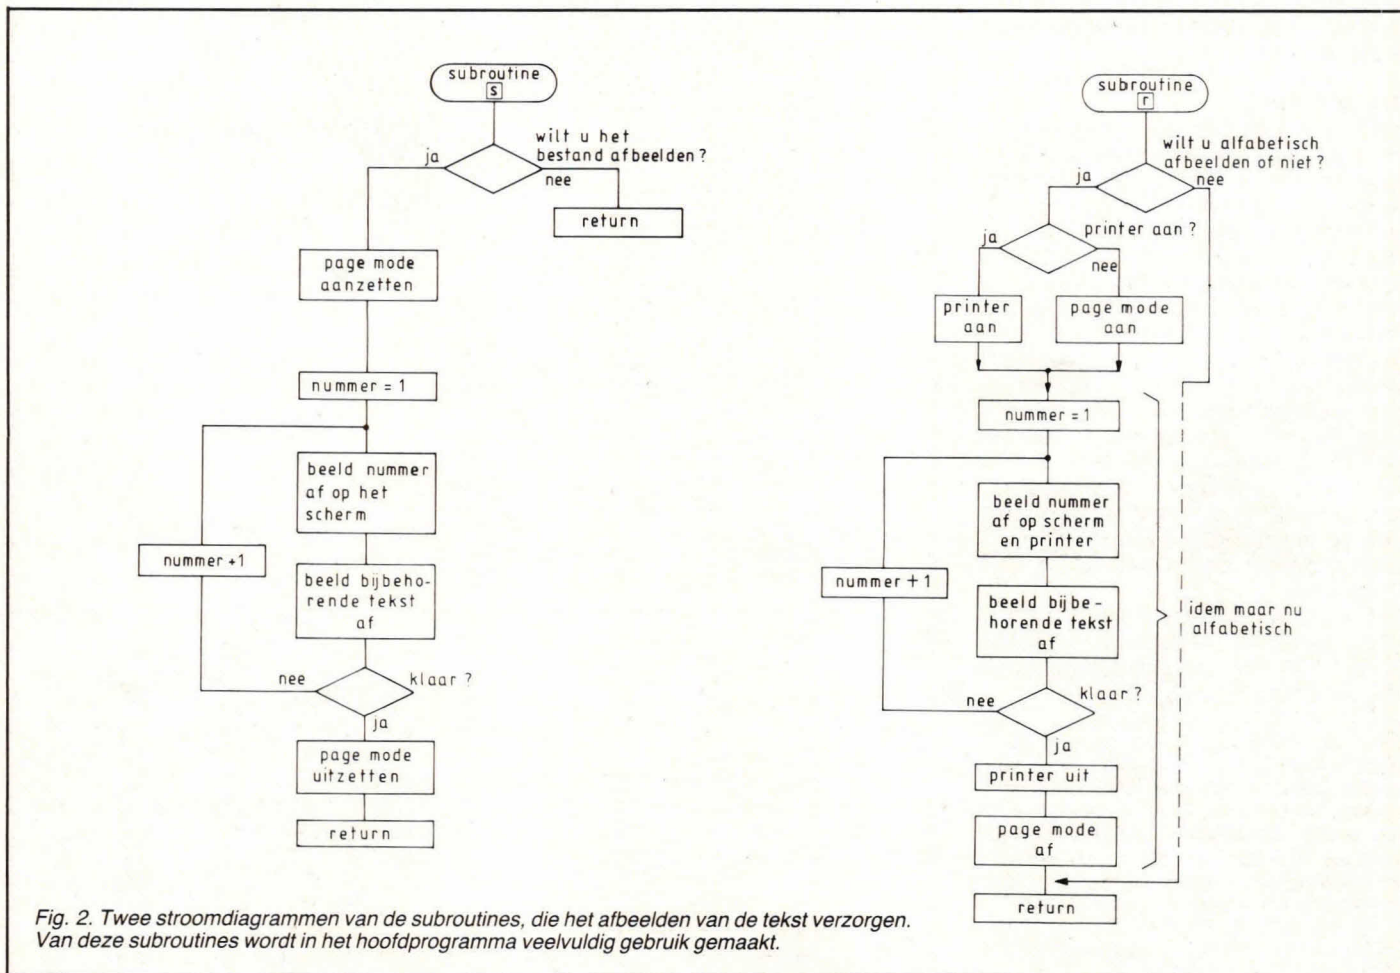 subroutine
s
wilt u het
bestand afbeelden?
ja
nee
return
page mode
aanzetten
nummer = 1
beeld nummer
af op het
scherm
nummer +1
beeld bijbeho-
rende tekst
af
nee
klaar ?
ja
page mode
uitzetten
return
subroutine
r
wilt u alfabetisch
afbeelden of niet ?
ja
nee
printer aan ?
ja
nee
printer
aan
page mode
aan
nummer = 1
beeld nummer
af op scherm
en printer
nummer + 1
beeld bijbe-
horende tekst
af
idem maar nu
alfabetisch
nee
klaar ?
ja
printer uit
page mode
af
return
Fig. 2. Twee stroomdiagrammen van de subroutines, die het afbeelden van de tekst verzorgen.
Van deze subroutines wordt in het hoofdprogramma veelvuldig gebruik gemaakt.